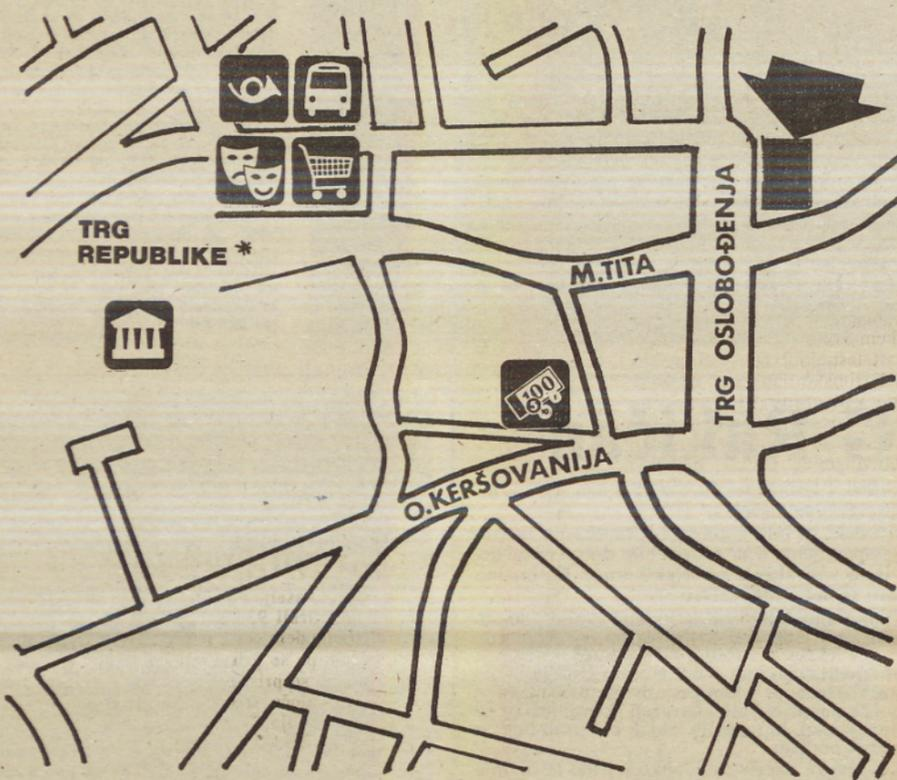 TRG
REPUBLIKE *
M.TITA
TRG OSLOBOĐENJA
100
O.KERŠOVANIJA